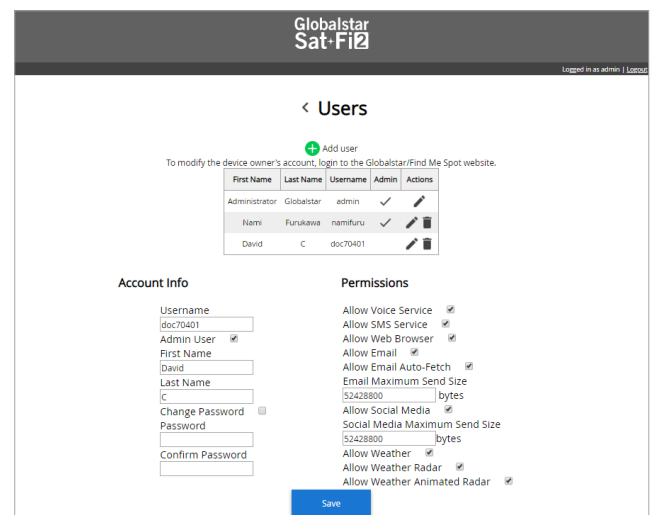 Globalstar
Sat-Fi2
Logged in as admin | Logout
< Users
Add user
To modify the device owner's account, login to the Globalstar/Find Me Spot website.
First Name Last Name Username Admin Actions
Administrator Globalstar admin
Nami Furukawa namifuru
David C doc70401
Account Info
Username
doc70401
Admin User
First Name
David
Last Name
C
Change Password
Password
Confirm Password
Permissions
Allow Voice Service
Allow SMS Service
Allow Web Browser
Allow Email
Allow Email Auto-Fetch
Email Maximum Send Size
52428800 bytes
Allow Social Media
Social Media Maximum Send Size
52428800 bytes
Allow Weather
Allow Weather Radar
Allow Weather Animated Radar
Save